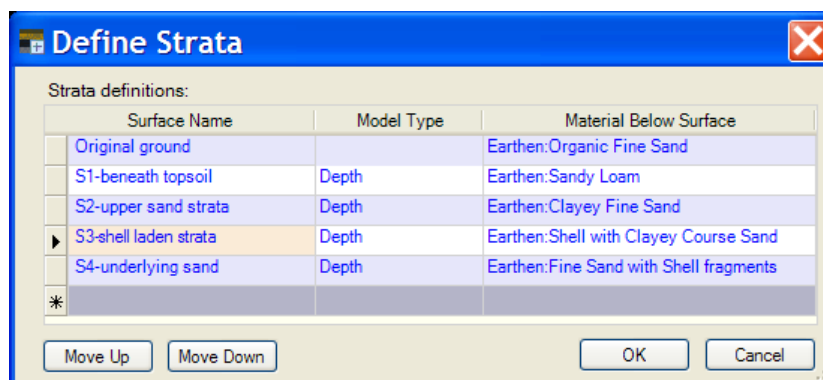 Define Strata
Strata definitions:
Surface Name Model Type Material Below Surface
Original ground Earthen:Organic Fine Sand
S1-beneath topsoil Depth Earthen:Sandy Loam
S2-upper sand strata Depth Earthen:Clayey Fine Sand
S3-shell laden strata Depth Earthen:Shell with Clayey Course Sand
S4-underlying sand Depth Earthen:Fine Sand with Shell fragments
Move Up Move Down OK Cancel